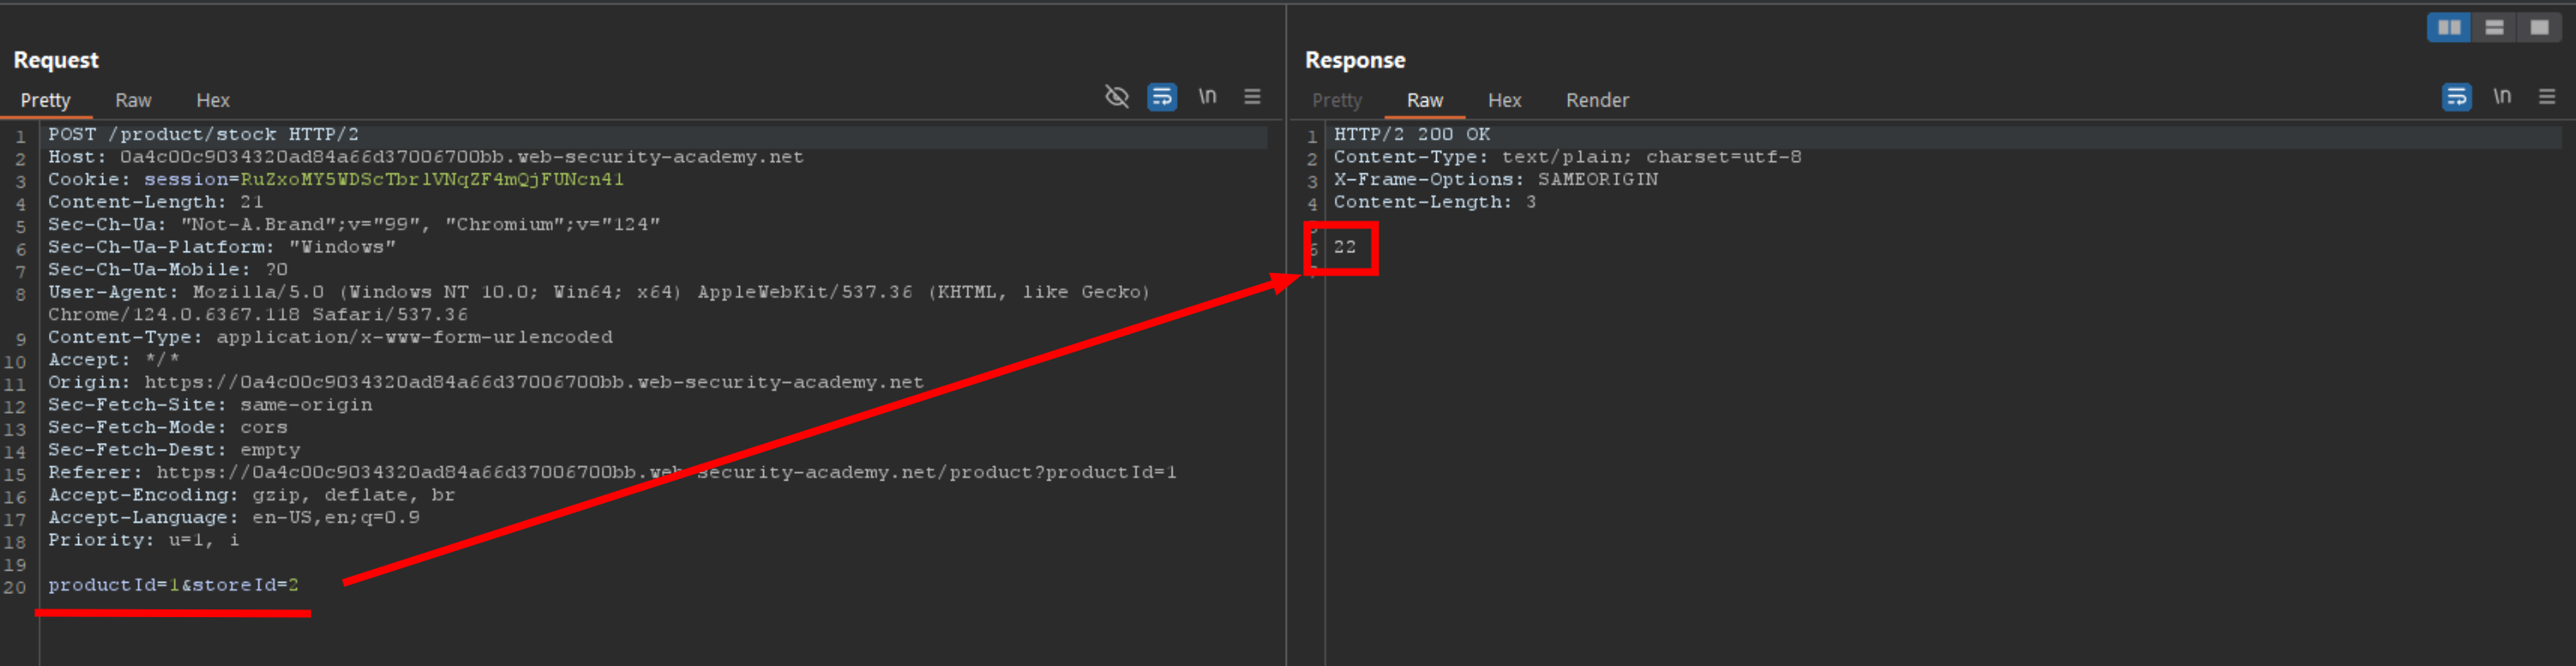 Request
Pretty Raw Hex \n
1 POST /product/stock HTTP/2
2 Host: 0a4c00c9034320ad84a66d37006700bb.web-security-academy.net
3 Cookie: session=RuZxoMY5WDScTbrlVNqZF4mQjFUNcn41
4 Content-Length: 21
5 Sec-Ch-Ua: "Not-A.Brand";v="99", "Chromium";v="124"
6 Sec-Ch-Ua-Platform: "Windows"
7 Sec-Ch-Ua-Mobile: ?0
8 User-Agent: Mozilla/5.0 (Windows NT 10.0; Win64; x64) AppleWebKit/537.36 (KHTML, like Gecko)
Chrome/124.0.6367.118 Safari/537.36
9 Content-Type: application/x-www-form-urlencoded
10 Accept: */*
11 Origin: https://0a4c00c9034320ad84a66d37006700bb.web-security-academy.net
12 Sec-Fetch-Site: same-origin
13 Sec-Fetch-Mode: cors
14 Sec-Fetch-Dest: empty
15 Referer: https://0a4c00c9034320ad84a66d37006700bb.web-security-academy.net/product?productId=1
16 Accept-Encoding: gzip, deflate, br
17 Accept-Language: en-US,en;q=0.9
18 Priority: u=1, i
19
20 productId=1&storeId=2
Response
Pretty Raw Hex Render \n
1 HTTP/2 200 OK
2 Content-Type: text/plain; charset=utf-8
3 X-Frame-Options: SAMEORIGIN
4 Content-Length: 3
6 22